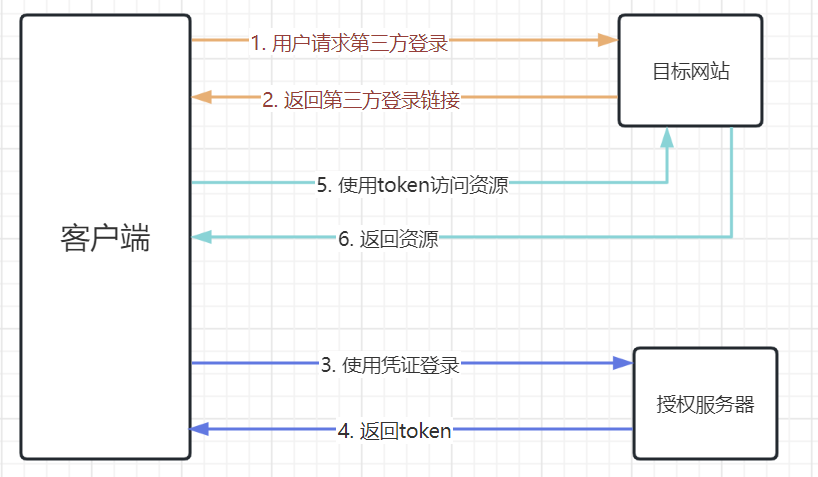 1. 用户请求第三方登录
目标网站
2. 返回第三方登录链接
5. 使用token访问资源
客户端
6. 返回资源
3. 使用凭证登录
授权服务器
4. 返回token